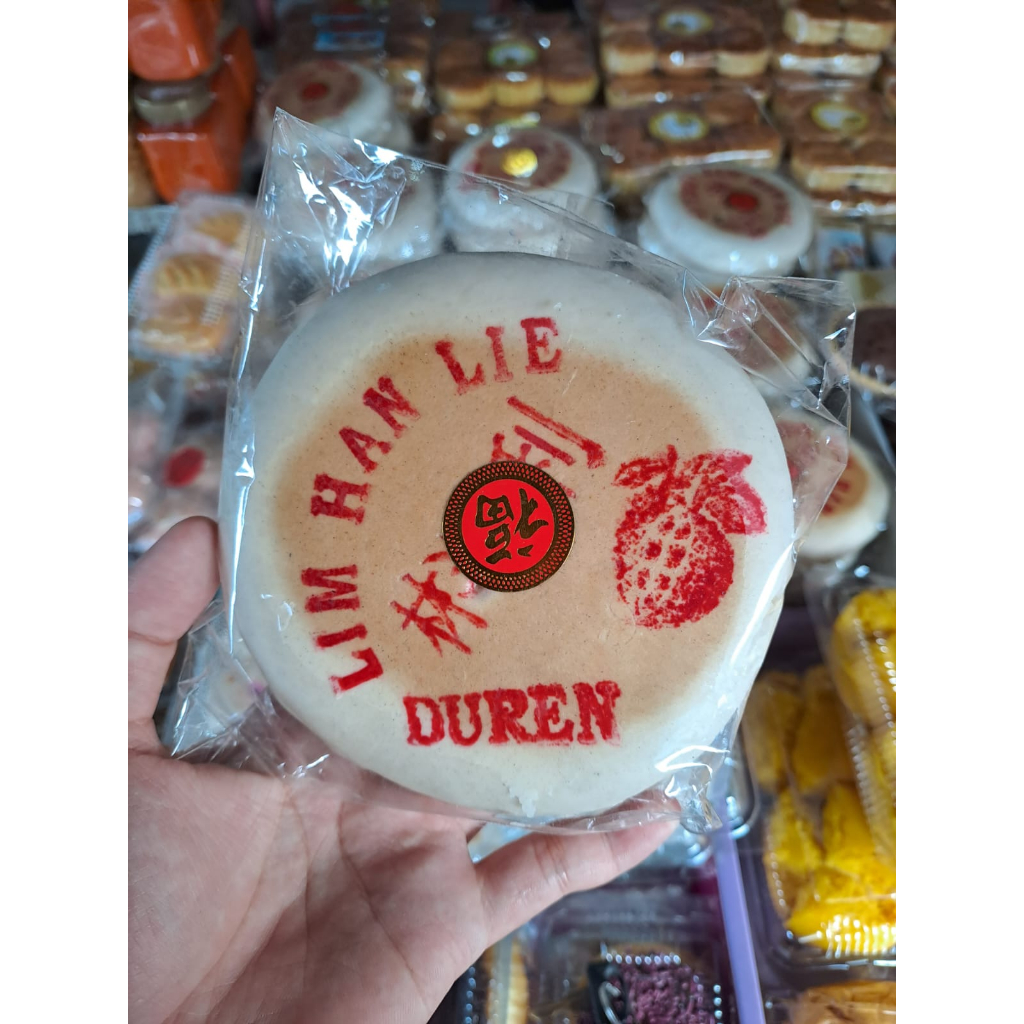 LIM HAN LIE
林
利
福
DUREN